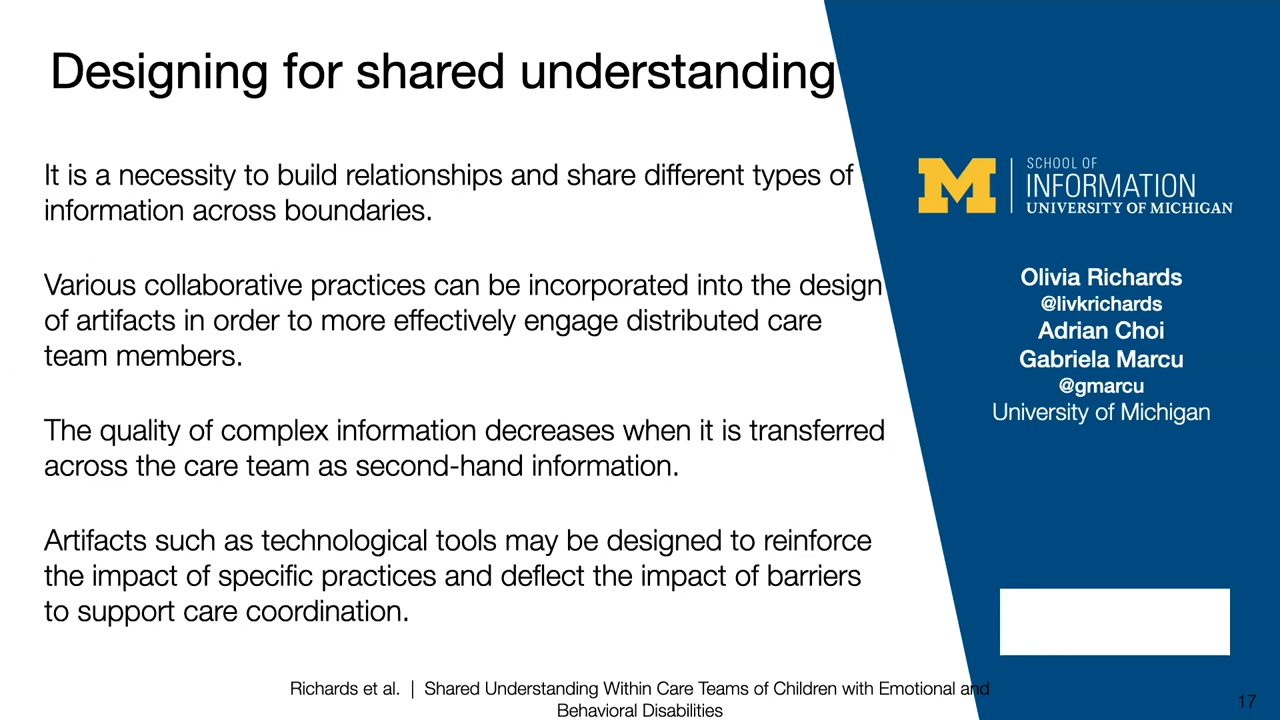 Designing for shared understanding
It is a necessity to build relationships and share different types of
information across boundaries.
Various collaborative practices can be incorporated into the design
of artifacts in order to more effectively engage distributed care
team members.
The quality of complex information decreases when it is transferred
across the care team as second-hand information.
Artifacts such as technological tools may be designed to reinforce
the impact of specific practices and deflect the impact of barriers
to support care coordination.
M
SCHOOL OF
INFORMATION
UNIVERSITY OF MICHIGAN
Olivia Richards
@livkrichards
Adrian Choi
Gabriela Marcu
@gmarcu
University of Michigan
Richards et al. | Shared Understanding Within Care Teams of Children with Emotional and
Behavioral Disabilities
17